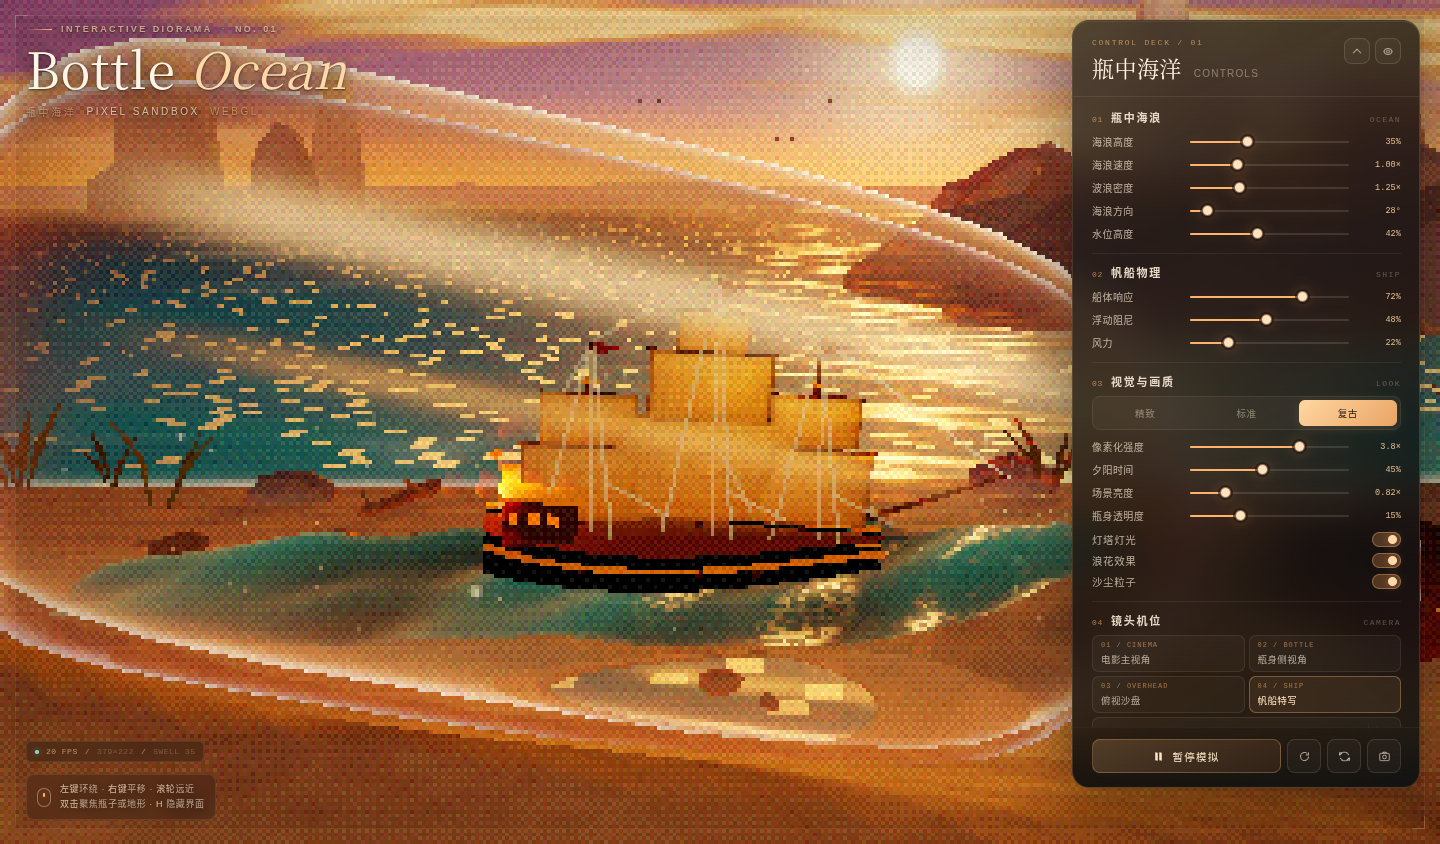 INTERACTIVE DIORAMA NO. 01
Bottle Ocean
瓶中海洋 PIXEL SANDBOX WEBGL
CONTROL DECK / 01
瓶中海洋 CONTROLS
01 瓶中海浪 OCEAN
海浪高度 35%
海浪速度 1.00×
波浪密度 1.25×
海浪方向 28°
水位高度 42%
02 帆船物理 SHIP
船体响应 72%
浮动阻尼 48%
风力 22%
03 视觉与画质 LOOK
精致 标准 复古
像素化强度 3.8×
夕阳时间 45%
场景亮度 0.82×
瓶身透明度 15%
灯塔灯光
浪花效果
沙尘粒子
04 镜头机位 CAMERA
01 / CINEMA 02 / BOTTLE
电影主视角 瓶身侧视角
03 / OVERHEAD 04 / SHIP
俯视沙盘 帆船特写
暂停模拟
20 FPS / 379×222 / SWELL 35
左键环绕 · 右键平移 · 滚轮远近
双击聚焦瓶子或地形 · H 隐藏界面